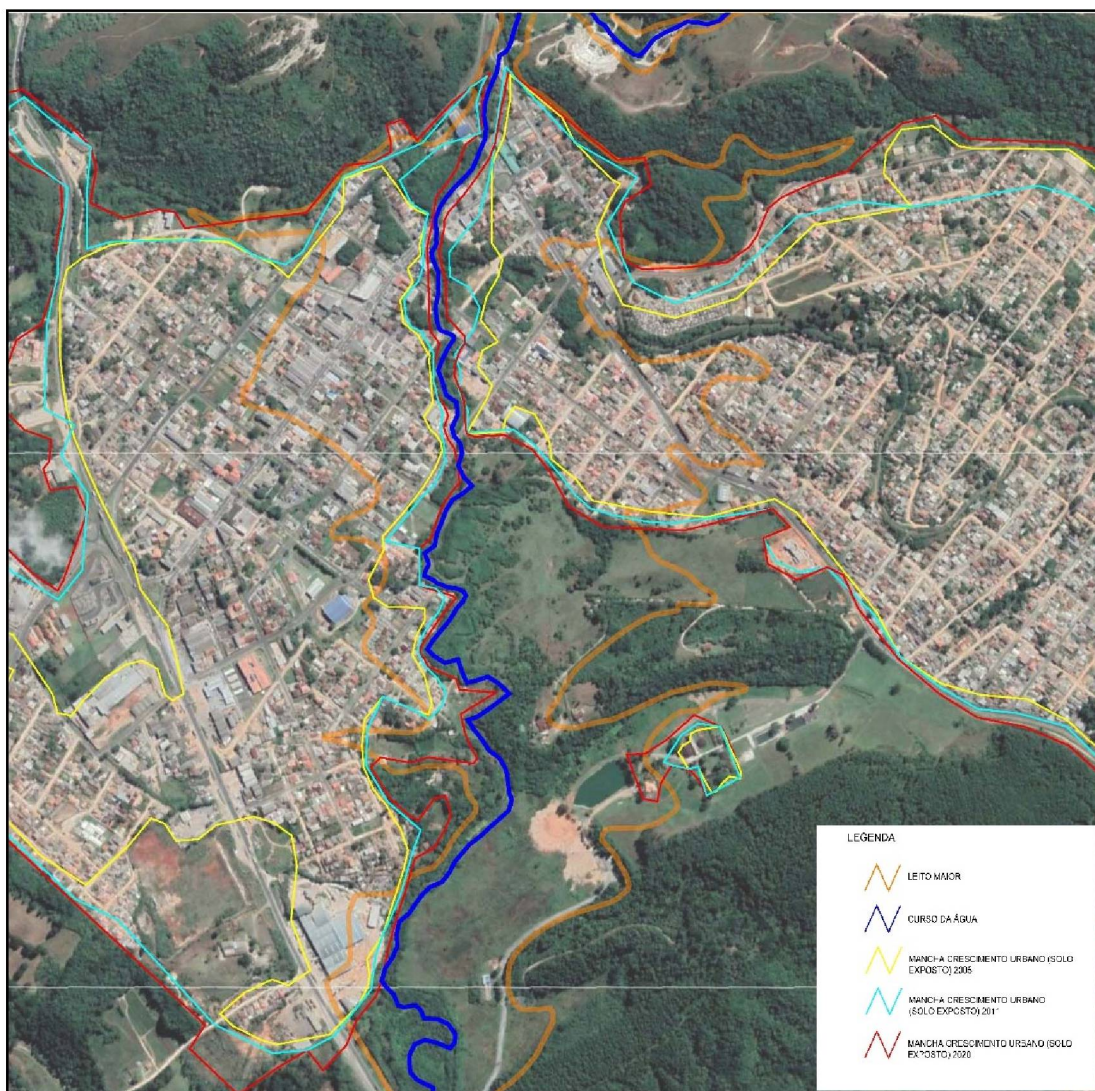 LEGENDA
LEITO MAIOR
CURSO DA ÁGUA
MANCHA CRESCIMENTO URBANO (SOLO
EXPOSTO) 2005
MANCHA CRESCIMENTO URBANO
(SOLO EXPOSTO) 2011
MANCHA CRESCIMENTO URBANO (SOLO
EXPOSTO) 2020